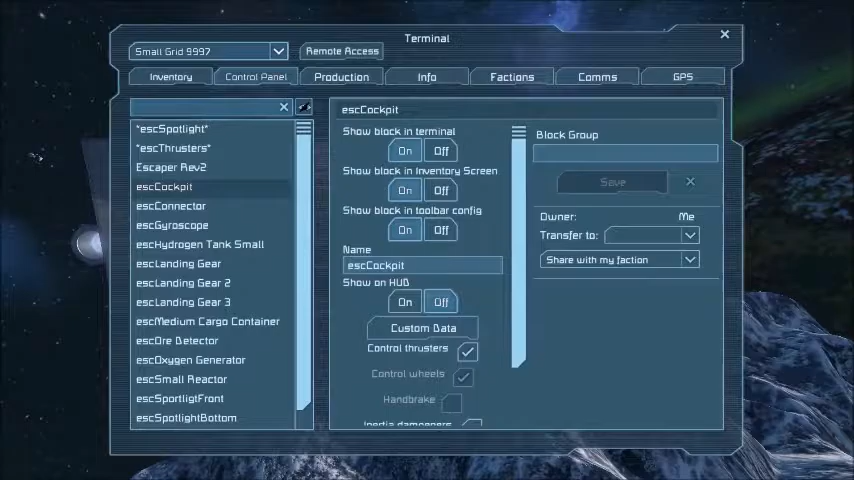 Terminal
Small Grid 9997
Remote Access
Inventory
Control Panel
Production
Info
Factions
Comms
GPS
*escSpotlight*
*escThrusters*
Escaper Rev2
escCockpit
escConnector
escGyroscope
escHydrogen Tank Small
escLanding Gear
escLanding Gear 2
escLanding Gear 3
escMedium Cargo Container
escOre Detector
escOxygen Generator
escSmall Reactor
escSportligtFront
escSpotlightBottom
escCockpit
Show block in terminal
On Off
Show block in Inventory Screen
On Off
Show block in toolbar config
On Off
Name
escCockpit
Show on HUD
On Off
Custom Data
Control thrusters
Control wheels
Handbrake
Inertia dampeners
Block Group
Save
Owner: Me
Transfer to:
Share with my faction